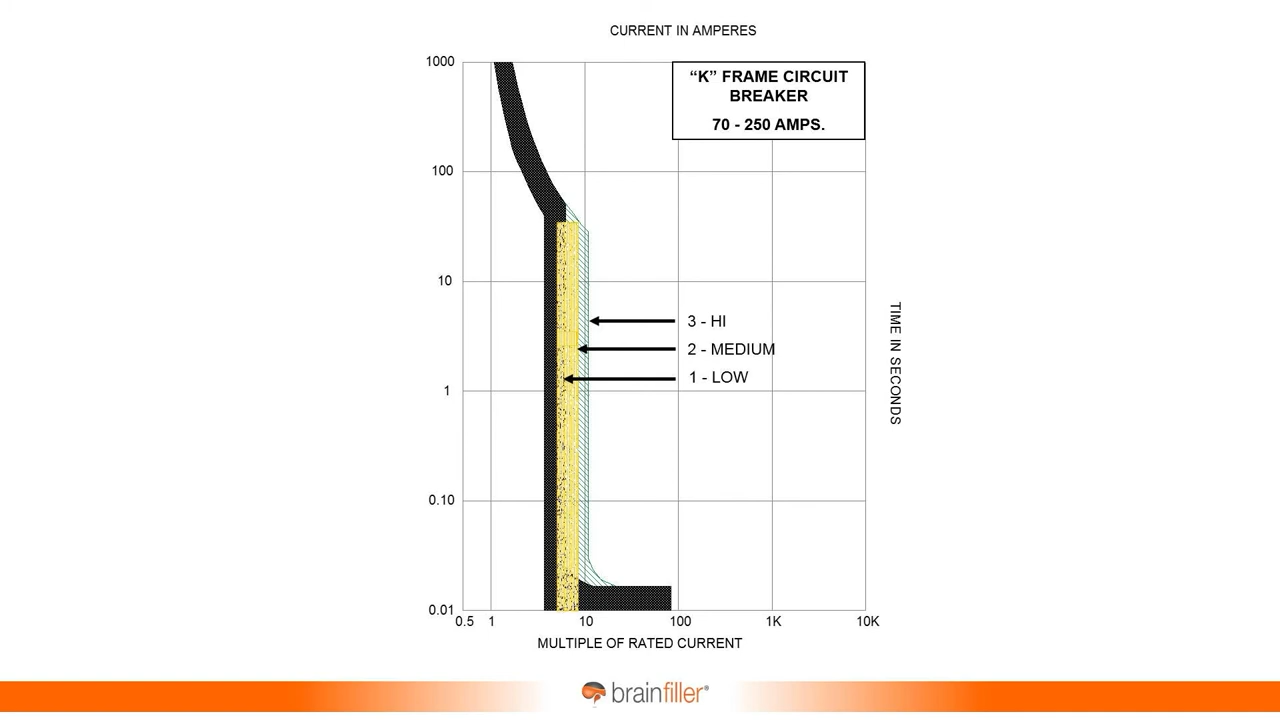 CURRENT IN AMPERES
1000
“K” FRAME CIRCUIT
BREAKER
70 - 250 AMPS.
100
10
3 - HI
2 - MEDIUM
1 - LOW
TIME IN SECONDS
1
0.10
0.01
0.5 1 10 100 1K 10K
MULTIPLE OF RATED CURRENT
brainfiller®